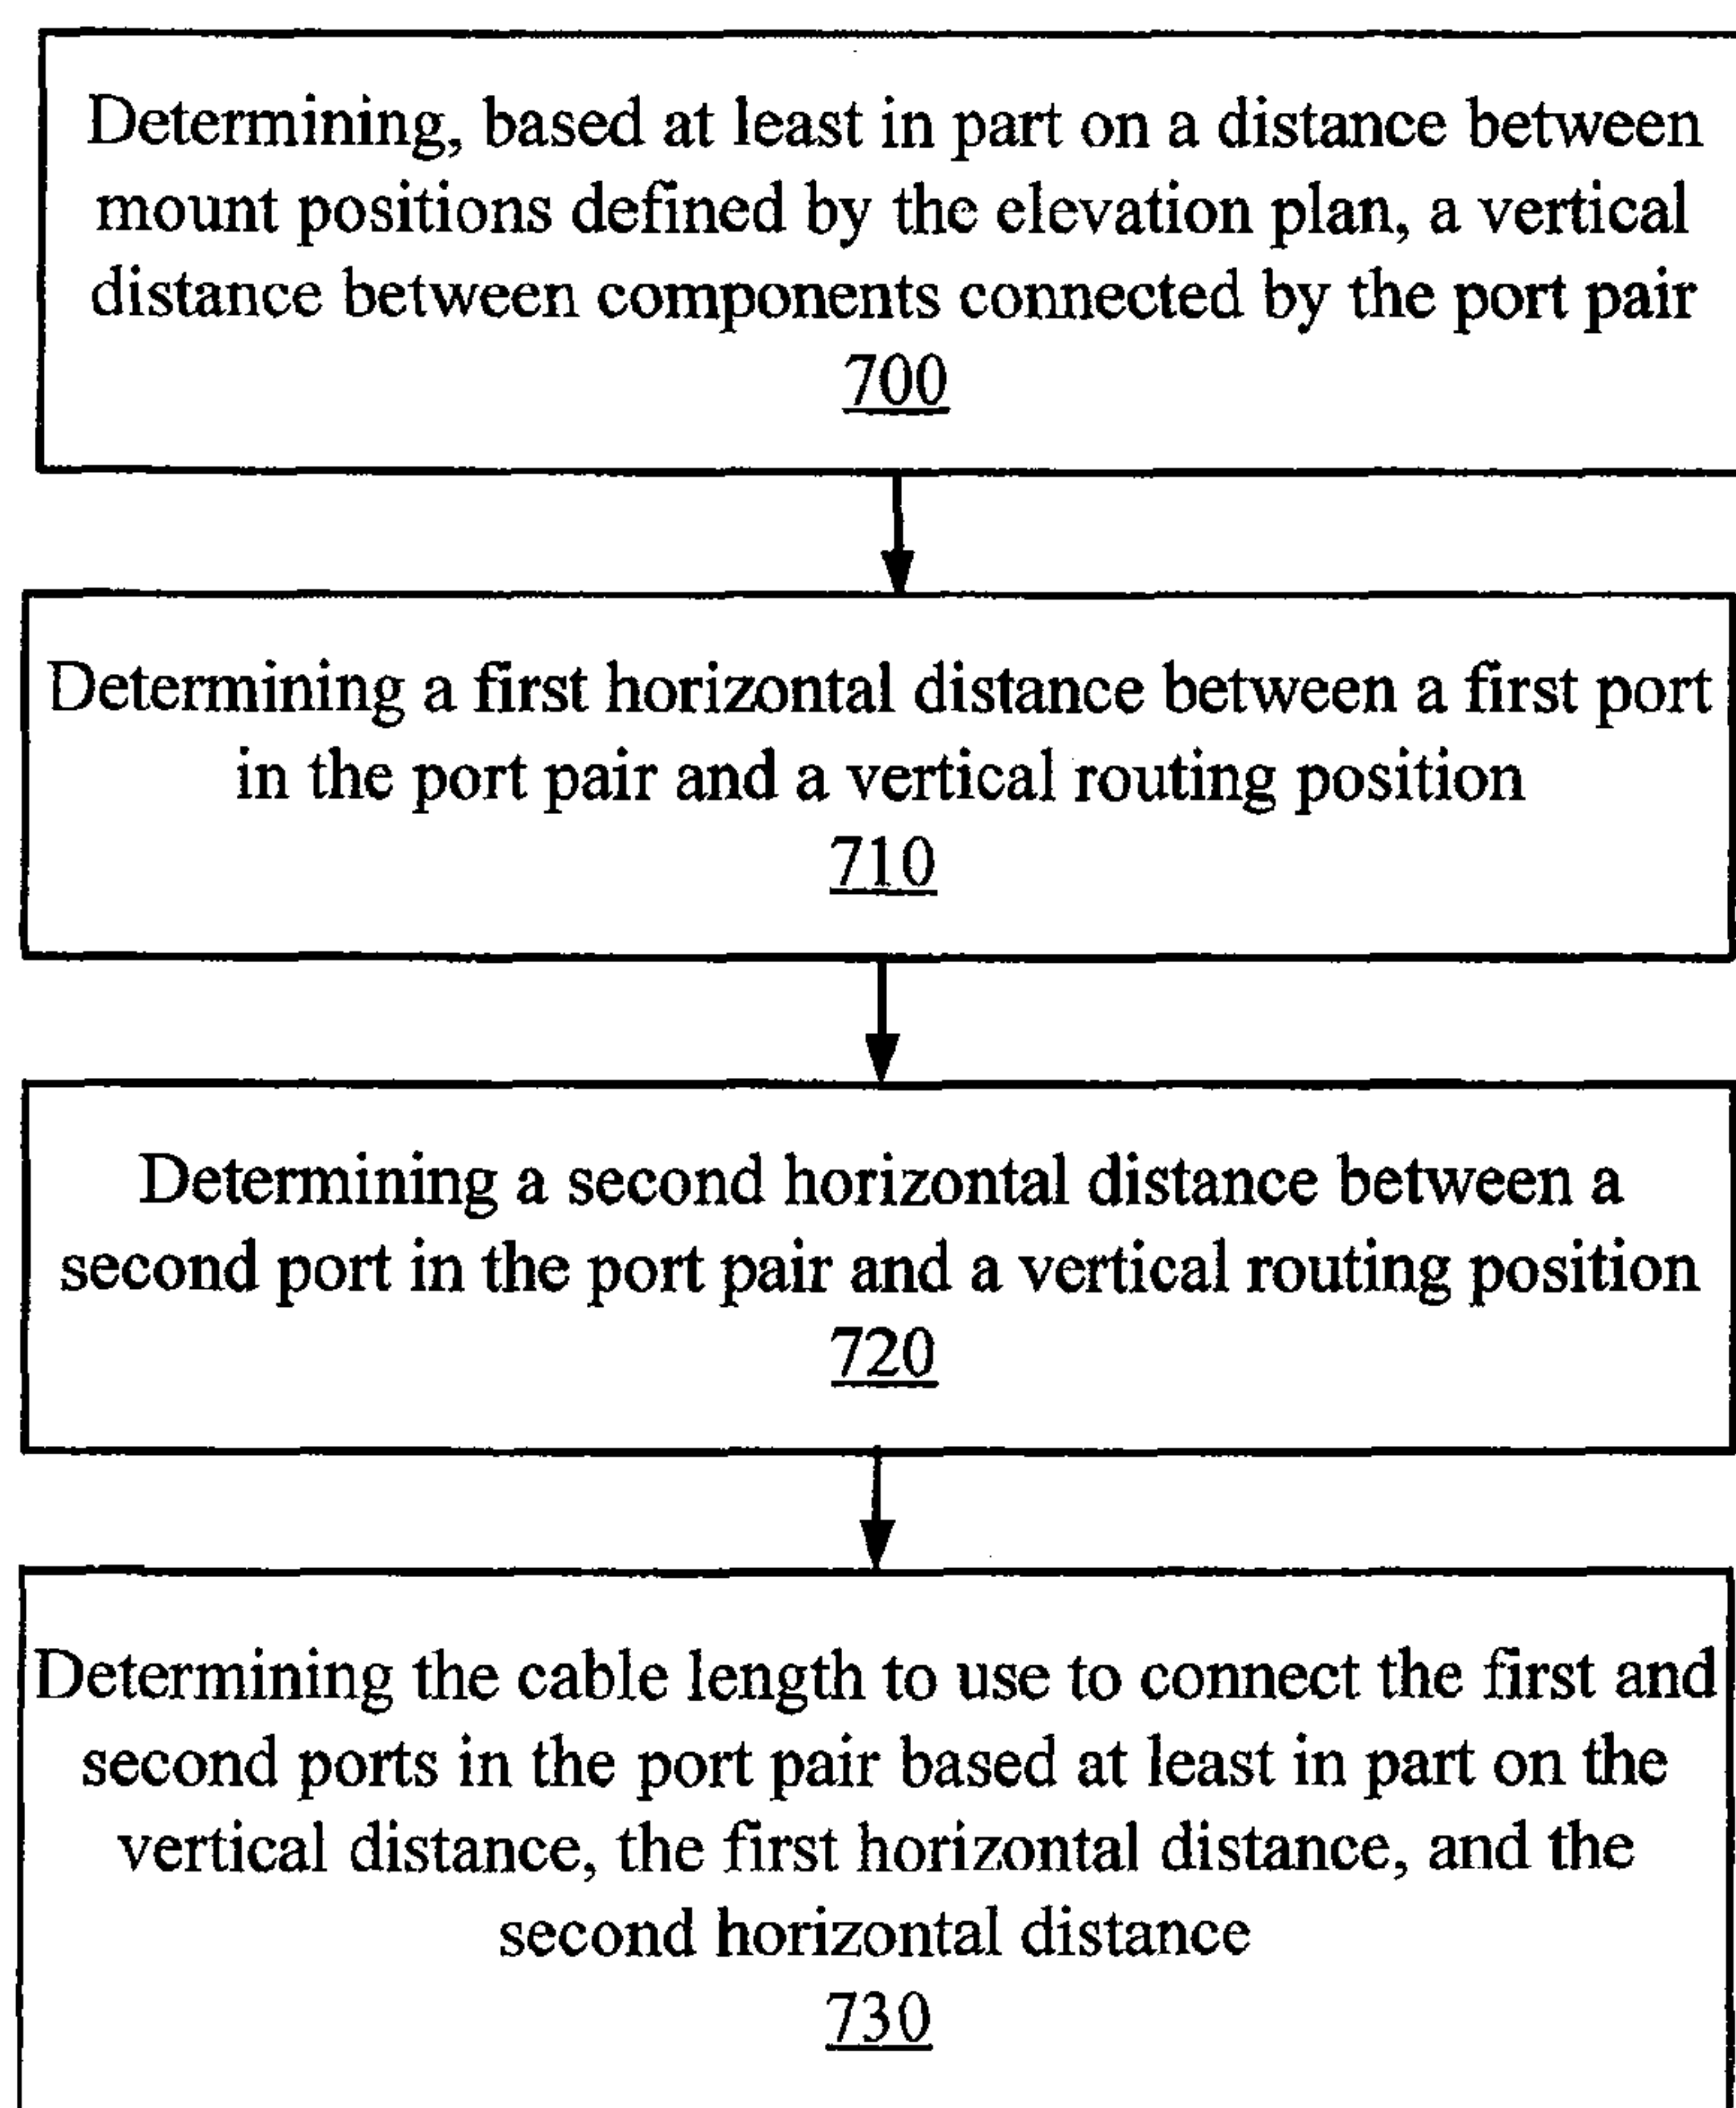 Determining, based at least in part on a distance between
mount positions defined by the elevation plan, a vertical
distance between components connected by the port pair
700
Determining a first horizontal distance between a first port
in the port pair and a vertical routing position
710
Determining a second horizontal distance between a
second port in the port pair and a vertical routing position
720
Determining the cable length to use to connect the first and
second ports in the port pair based at least in part on the
vertical distance, the first horizontal distance, and the
second horizontal distance
730